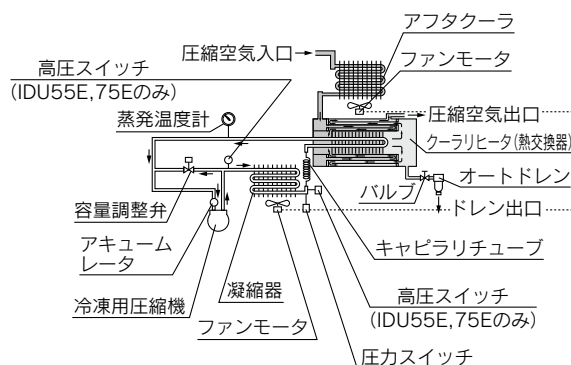 アフタクーラ
圧縮空気入口
ファンモータ
高圧スイッチ
(IDU55E,75Eのみ)
蒸発温度計
圧縮空気出口
クーラリヒータ(熱交換器)
オートドレン
バルブ
容量調整弁
ドレン出口
アキューム
レータ
キャピラリチューブ
冷凍用圧縮機
凝縮器
高圧スイッチ
(IDU55E,75Eのみ)
ファンモータ
圧力スイッチ